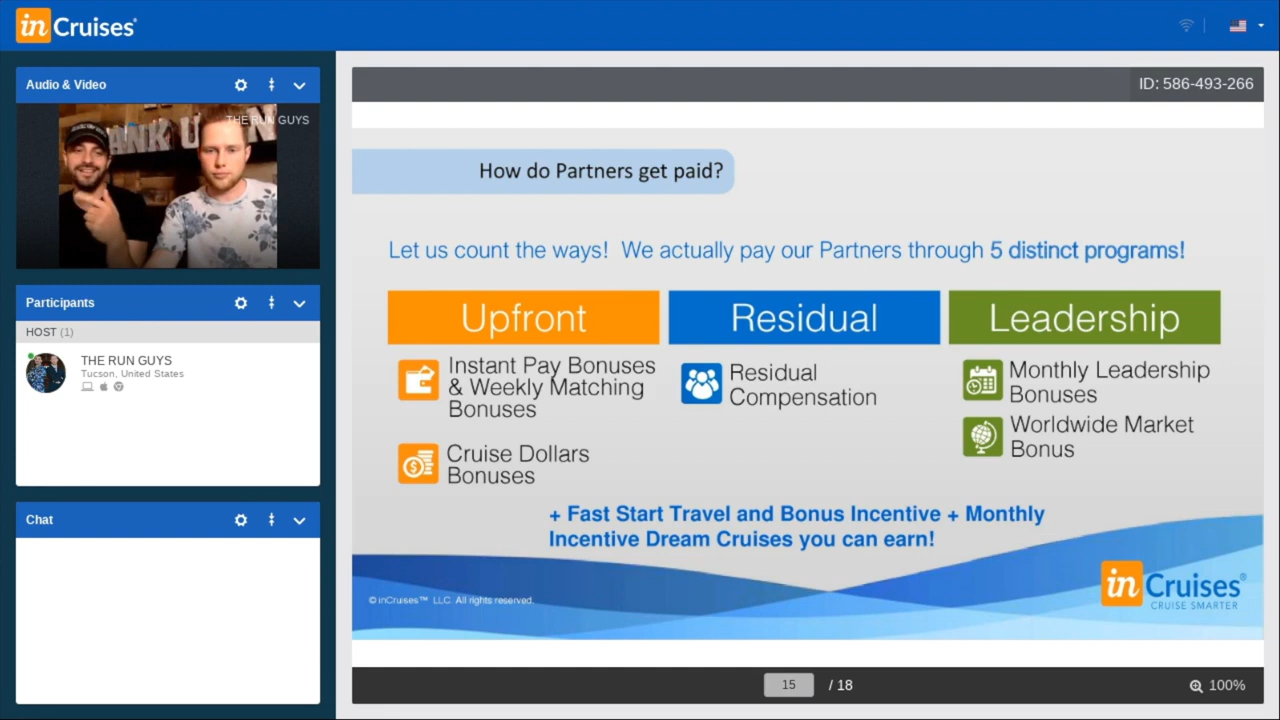 in Cruises®
Audio & Video
THE RUN GUYS
Participants
HOST (1)
THE RUN GUYS
Tucson, United States
Chat
ID: 586-493-266
How do Partners get paid?
Let us count the ways! We actually pay our Partners through 5 distinct programs!
Upfront
Instant Pay Bonuses
& Weekly Matching
Bonuses
Cruise Dollars
Bonuses
Residual
Residual
Compensation
Leadership
Monthly Leadership
Bonuses
Worldwide Market
Bonus
+ Fast Start Travel and Bonus Incentive + Monthly
Incentive Dream Cruises you can earn!
© inCruises™ LLC. All rights reserved.
in Cruises®
CRUISE SMARTER
15 / 18
100%